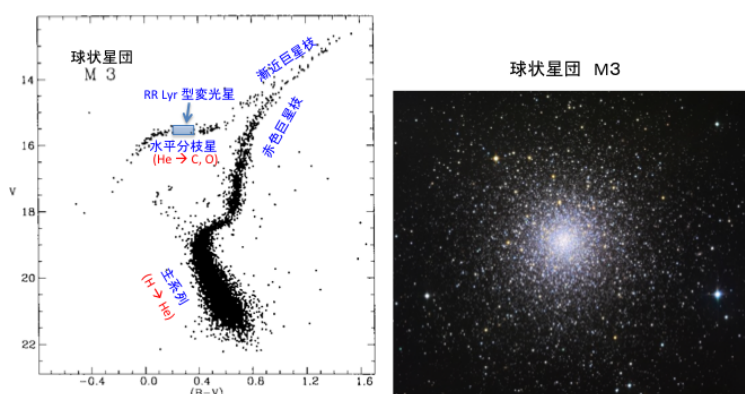 球状星団
M 3
漸近巨星枝
RR Lyr 型変光星
赤色巨星枝
水平分枝星
(He → C, O)
主系列
(H → He)
V
14
16
18
20
22
−0.4
0.0
0.4
0.8
1.2
1.6
(B−V)
球状星団 M3